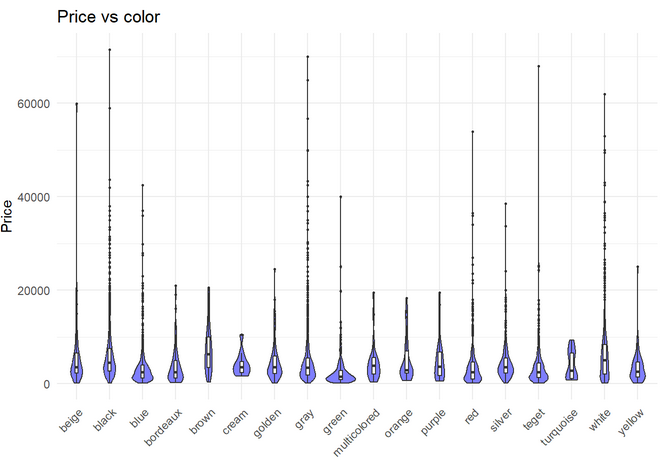 Price vs color
Price
60000
40000
20000
0
beige
black
blue
bordeaux
brown
cream
golden
gray
green
multicolored
orange
purple
red
silver
teget
turquoise
white
yellow